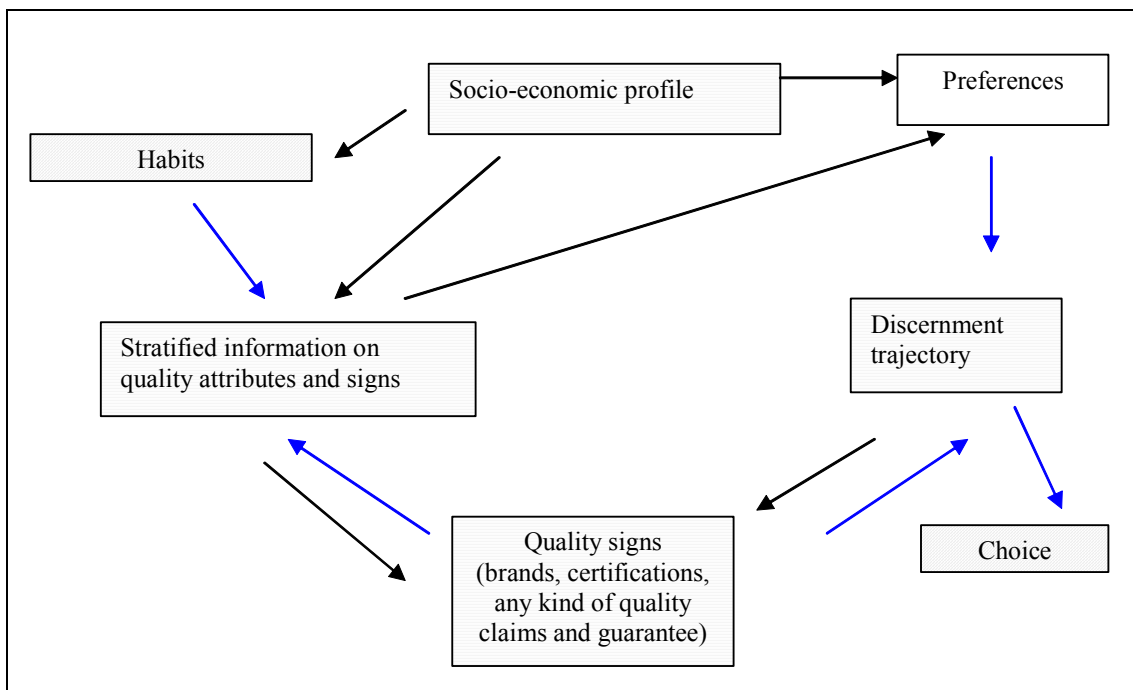 Socio-economic profile
Preferences
Habits
Stratified information on
quality attributes and signs
Discernment
trajectory
Quality signs
(brands, certifications,
any kind of quality
claims and guarantee)
Choice